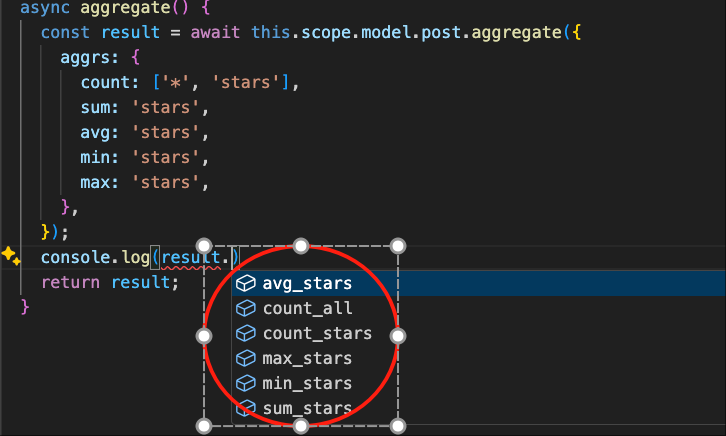 async aggregate() {
const result = await this.scope.model.post.aggregate({
aggrs: {
count: ['*', 'stars'],
sum: 'stars',
avg: 'stars',
min: 'stars',
max: 'stars',
},
});
console.log(result.)
avg_stars
return result;
count_all
}
count_stars
max_stars
min_stars
sum_stars